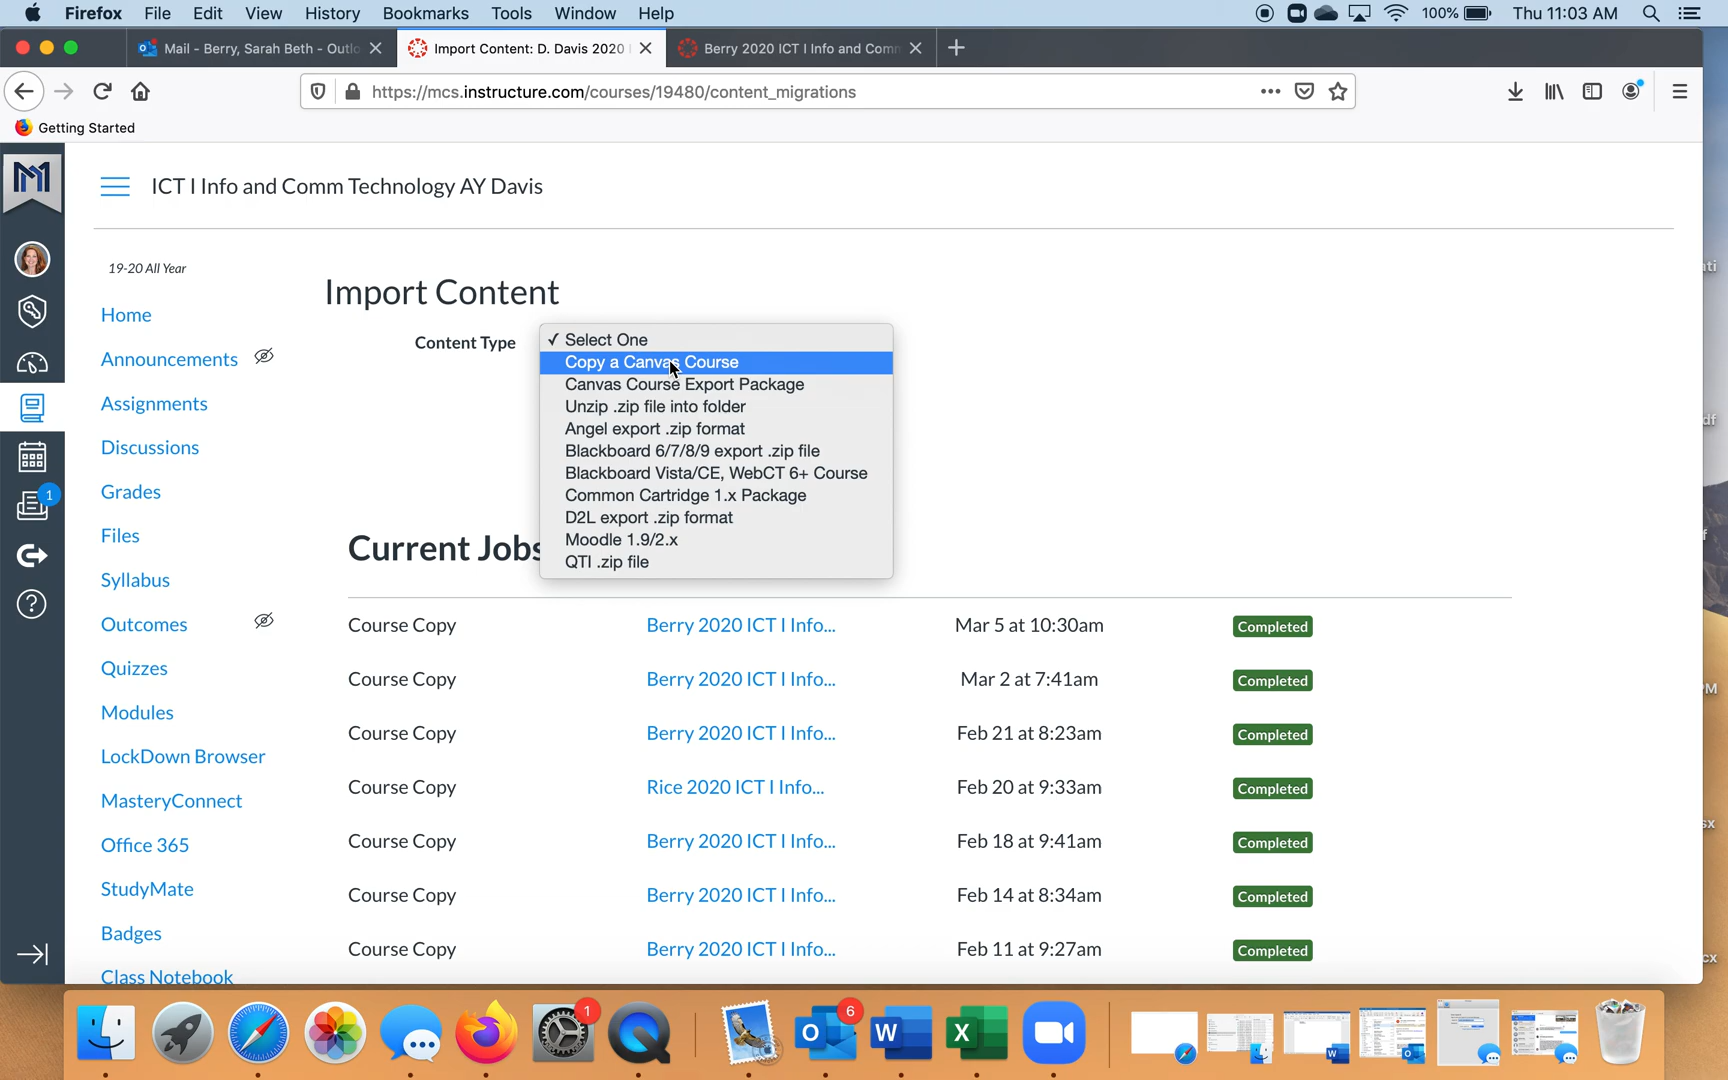 Firefox File Edit View History Bookmarks Tools Window Help 100% Thu 11:03 AM
Mail - Berry, Sarah Beth - Outlo Import Content: D. Davis 2020 Berry 2020 ICT I Info and Comm
https://mcs.instructure.com/courses/19480/content_migrations
Getting Started
ICT I Info and Comm Technology AY Davis
19-20 All Year
Import Content
Home
Content Type
Select One
Copy a Canvas Course
Canvas Course Export Package
Unzip .zip file into folder
Angel export .zip format
Blackboard 6/7/8/9 export .zip file
Blackboard Vista/CE, WebCT 6+ Course
Common Cartridge 1.x Package
D2L export .zip format
Moodle 1.9/2.x
QTI .zip file
Announcements
Assignments
Discussions
Grades
1
Files
Syllabus
Outcomes
Quizzes
Modules
LockDown Browser
MasteryConnect
Office 365
StudyMate
Badges
Class Notebook
Current Jobs
Course Copy Berry 2020 ICT I Info... Mar 5 at 10:30am Completed
Course Copy Berry 2020 ICT I Info... Mar 2 at 7:41am Completed
Course Copy Berry 2020 ICT I Info... Feb 21 at 8:23am Completed
Course Copy Rice 2020 ICT I Info... Feb 20 at 9:33am Completed
Course Copy Berry 2020 ICT I Info... Feb 18 at 9:41am Completed
Course Copy Berry 2020 ICT I Info... Feb 14 at 8:34am Completed
Course Copy Berry 2020 ICT I Info... Feb 11 at 9:27am Completed
1 6